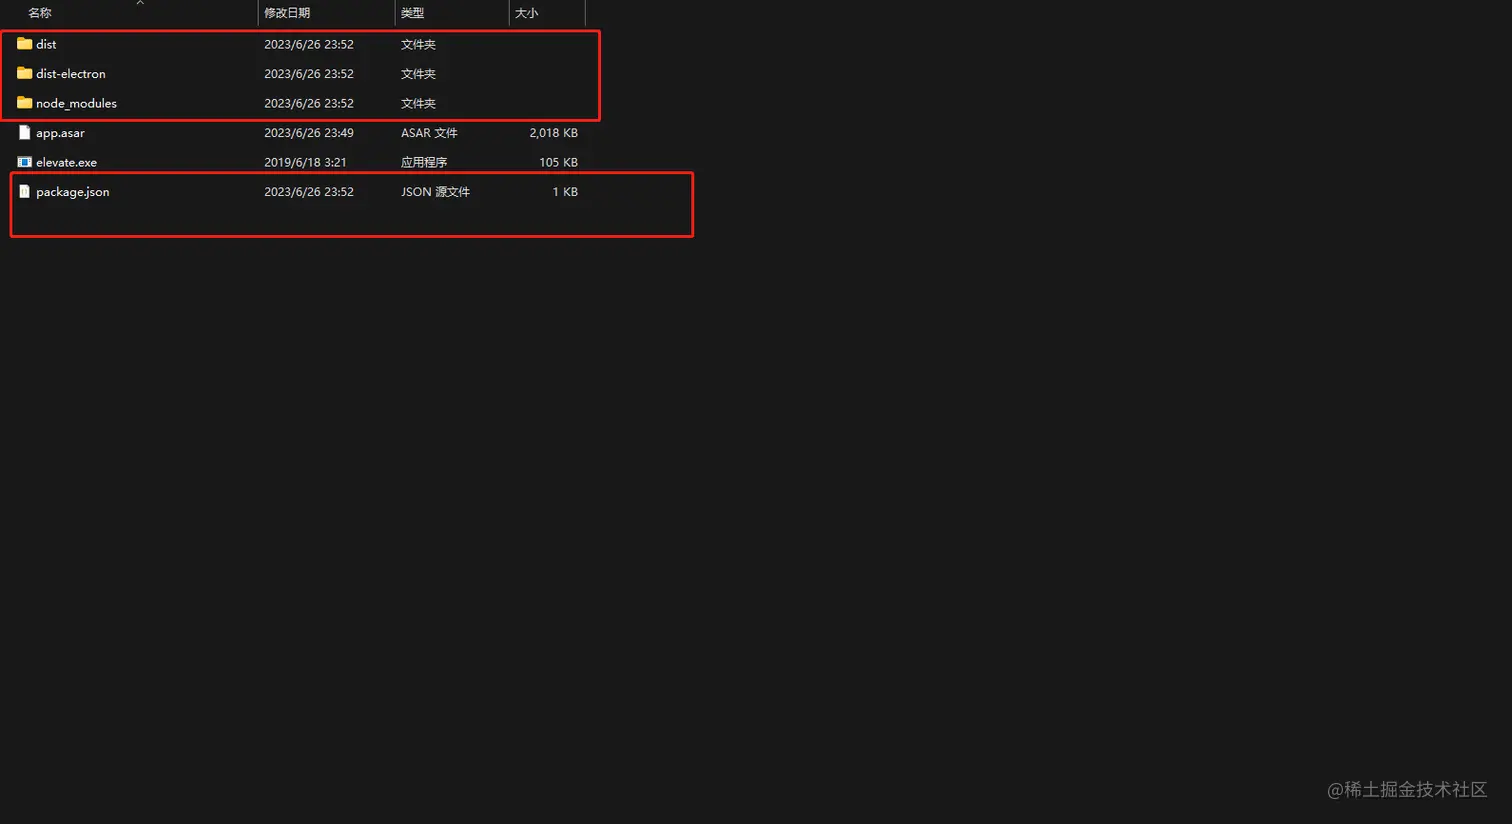 名称 修改日期 类型 大小
dist 2023/6/26 23:52 文件夹
dist-electron 2023/6/26 23:52 文件夹
node_modules 2023/6/26 23:52 文件夹
app.asar 2023/6/26 23:49 ASAR 文件 2,018 KB
elevate.exe 2019/6/18 3:21 应用程序 105 KB
package.json 2023/6/26 23:52 JSON 源文件 1 KB
@稀土掘金技术社区